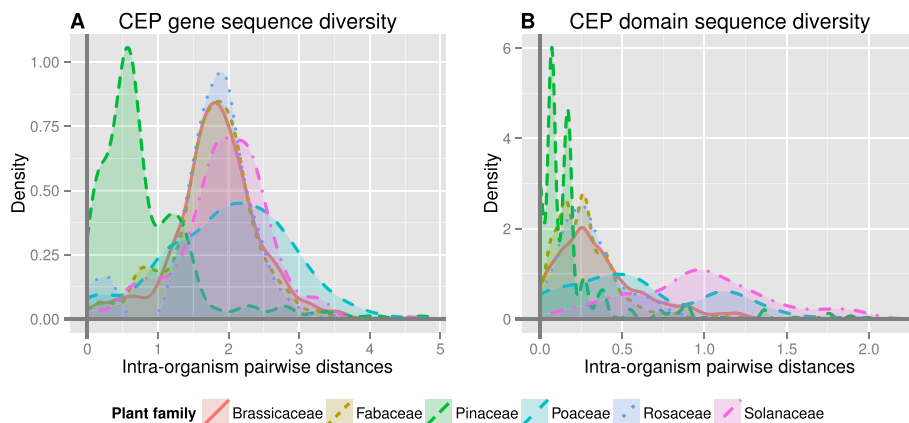 A CEP gene sequence diversity
1.00
0.75
0.50
0.25
0.00
Density
0 1 2 3 4 5
Intra-organism pairwise distances
B CEP domain sequence diversity
6
4
2
0
Density
0.0 0.5 1.0 1.5 2.0
Intra-organism pairwise distances
Plant family Brassicaceae Fabaceae Pinaceae Poaceae Rosaceae Solanaceae